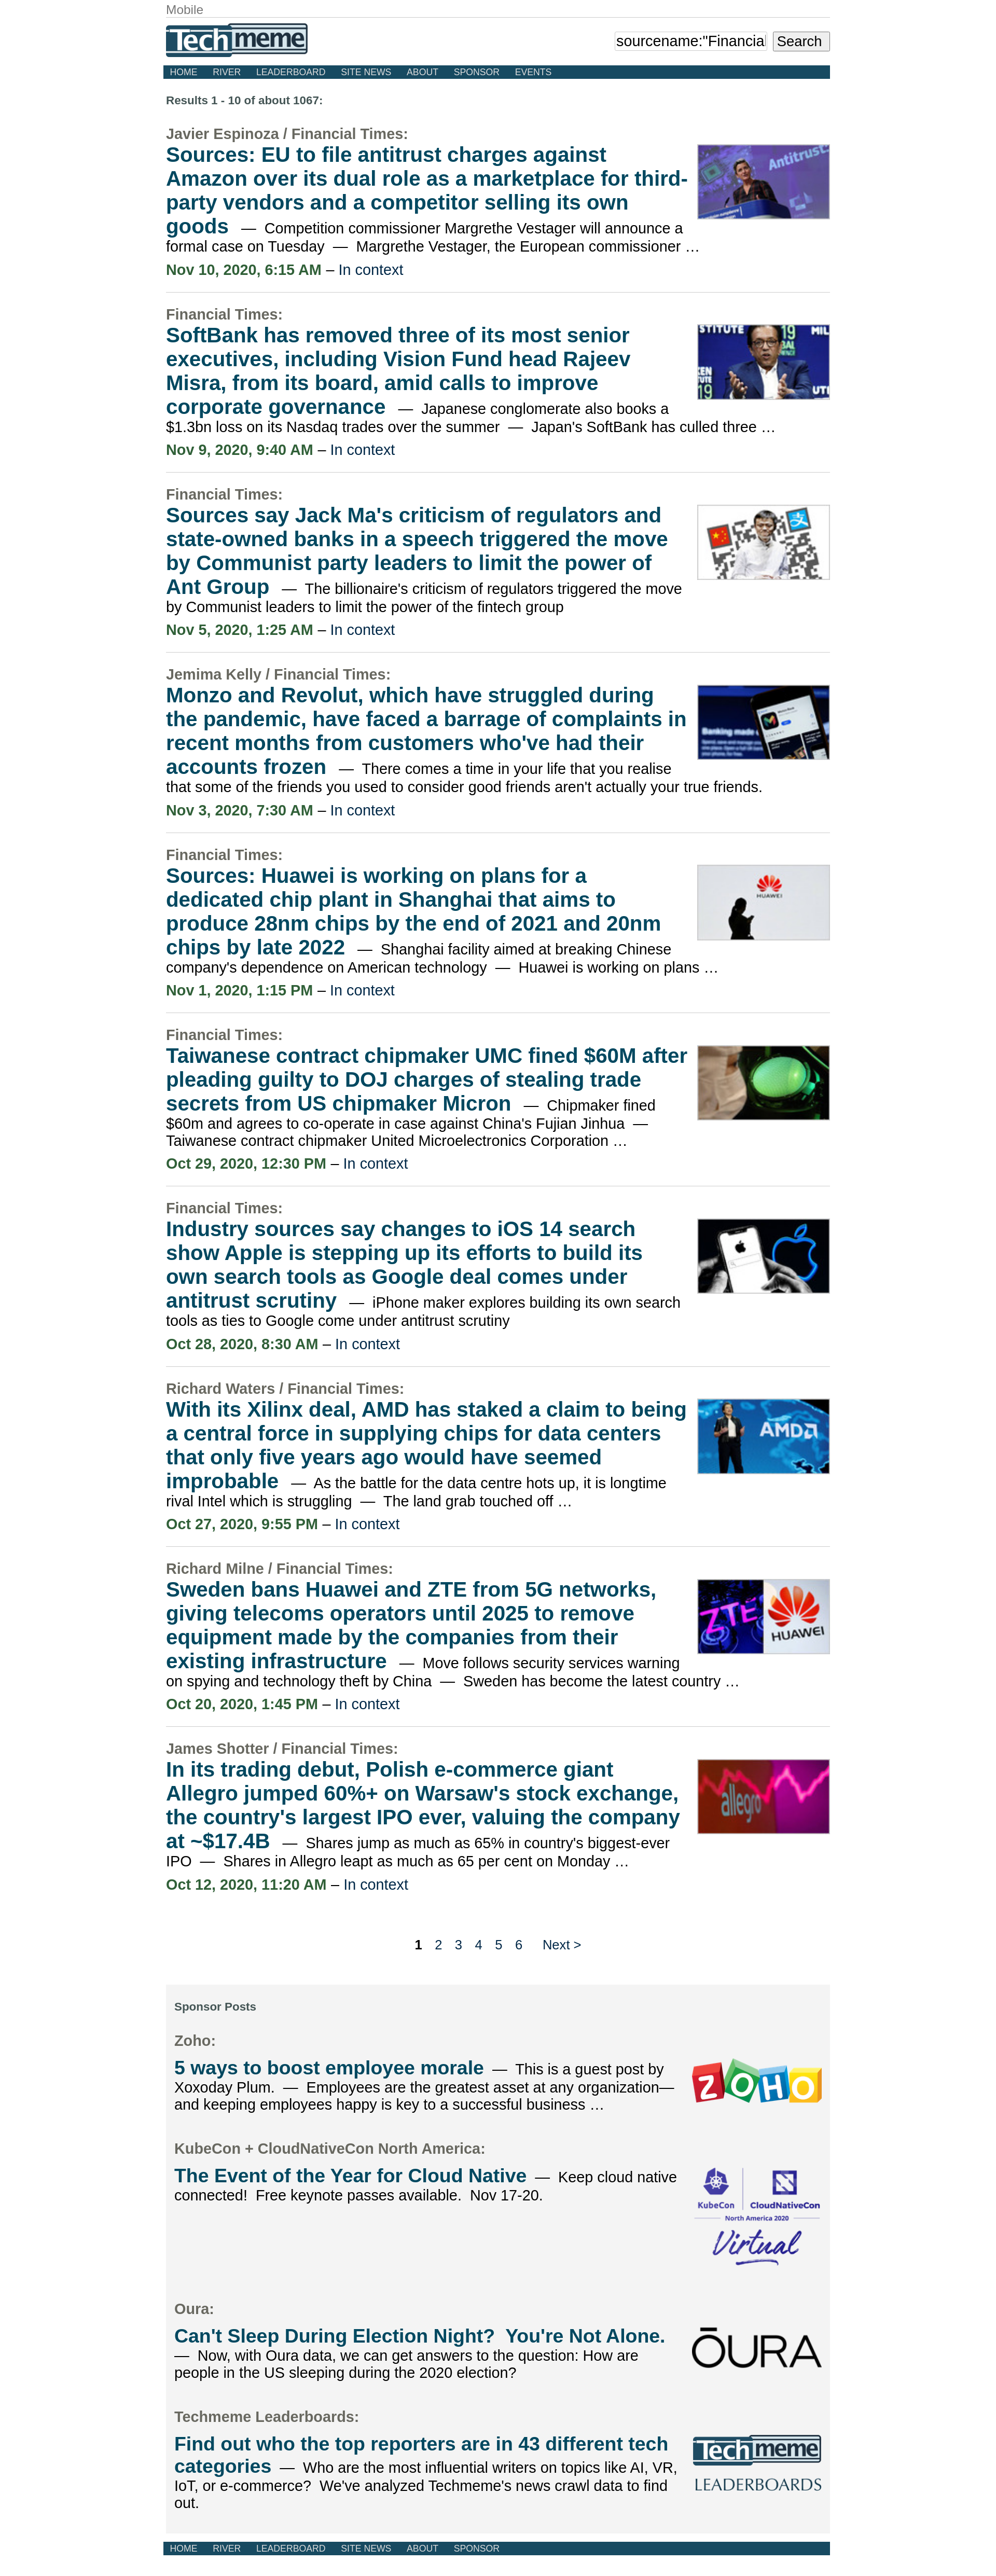 Mobile
Techmeme
sourcename:"Financia
Search
HOME RIVER LEADERBOARD SITE NEWS ABOUT SPONSOR EVENTS
Results 1 - 10 of about 1067:
Javier Espinoza / Financial Times:
Sources: EU to file antitrust charges against
Amazon over its dual role as a marketplace for third-
party vendors and a competitor selling its own
goods — Competition commissioner Margrethe Vestager will announce a
formal case on Tuesday — Margrethe Vestager, the European commissioner …
Antitrust
Nov 10, 2020, 6:15 AM – In context
Financial Times:
SoftBank has removed three of its most senior
executives, including Vision Fund head Rajeev
Misra, from its board, amid calls to improve
corporate governance — Japanese conglomerate also books a
$1.3bn loss on its Nasdaq trades over the summer — Japan's SoftBank has culled three …
Nov 9, 2020, 9:40 AM – In context
Financial Times:
Sources say Jack Ma's criticism of regulators and
state-owned banks in a speech triggered the move
by Communist party leaders to limit the power of
Ant Group — The billionaire's criticism of regulators triggered the move
by Communist leaders to limit the power of the fintech group
Nov 5, 2020, 1:25 AM – In context
Jemima Kelly / Financial Times:
Monzo and Revolut, which have struggled during
the pandemic, have faced a barrage of complaints in
recent months from customers who've had their
accounts frozen — There comes a time in your life that you realise
that some of the friends you used to consider good friends aren't actually your true friends.
Banking made
Nov 3, 2020, 7:30 AM – In context
Financial Times:
Sources: Huawei is working on plans for a
dedicated chip plant in Shanghai that aims to
produce 28nm chips by the end of 2021 and 20nm
chips by late 2022 — Shanghai facility aimed at breaking Chinese
company's dependence on American technology — Huawei is working on plans …
HUAWEI
Nov 1, 2020, 1:15 PM – In context
Financial Times:
Taiwanese contract chipmaker UMC fined $60M after
pleading guilty to DOJ charges of stealing trade
secrets from US chipmaker Micron — Chipmaker fined
$60m and agrees to co-operate in case against China's Fujian Jinhua —
Taiwanese contract chipmaker United Microelectronics Corporation …
Oct 29, 2020, 12:30 PM – In context
Financial Times:
Industry sources say changes to iOS 14 search
show Apple is stepping up its efforts to build its
own search tools as Google deal comes under
antitrust scrutiny — iPhone maker explores building its own search
tools as ties to Google come under antitrust scrutiny
Oct 28, 2020, 8:30 AM – In context
Richard Waters / Financial Times:
With its Xilinx deal, AMD has staked a claim to being
a central force in supplying chips for data centers
that only five years ago would have seemed
improbable — As the battle for the data centre hots up, it is longtime
rival Intel which is struggling — The land grab touched off …
AMD
Oct 27, 2020, 9:55 PM – In context
Richard Milne / Financial Times:
Sweden bans Huawei and ZTE from 5G networks,
giving telecoms operators until 2025 to remove
equipment made by the companies from their
existing infrastructure — Move follows security services warning
on spying and technology theft by China — Sweden has become the latest country …
ZTE HUAWEI
Oct 20, 2020, 1:45 PM – In context
James Shotter / Financial Times:
In its trading debut, Polish e-commerce giant
Allegro jumped 60%+ on Warsaw's stock exchange,
the country's largest IPO ever, valuing the company
at ~$17.4B — Shares jump as much as 65% in country's biggest-ever
IPO — Shares in Allegro leapt as much as 65 per cent on Monday …
allegro
Oct 12, 2020, 11:20 AM – In context
1 2 3 4 5 6 Next >
Sponsor Posts
Zoho:
5 ways to boost employee morale — This is a guest post by
Xoxoday Plum. — Employees are the greatest asset at any organization—
and keeping employees happy is key to a successful business …
ZOHO
KubeCon + CloudNativeCon North America:
The Event of the Year for Cloud Native — Keep cloud native
connected! Free keynote passes available. Nov 17-20.
KubeCon CloudNativeCon
North America 2020
Virtual
Oura:
Can't Sleep During Election Night? You're Not Alone.
— Now, with Oura data, we can get answers to the question: How are
people in the US sleeping during the 2020 election?
ŌURA
Techmeme Leaderboards:
Find out who the top reporters are in 43 different tech
categories — Who are the most influential writers on topics like AI, VR,
IoT, or e-commerce? We've analyzed Techmeme's news crawl data to find
out.
Techmeme
LEADERBOARDS
HOME RIVER LEADERBOARD SITE NEWS ABOUT SPONSOR